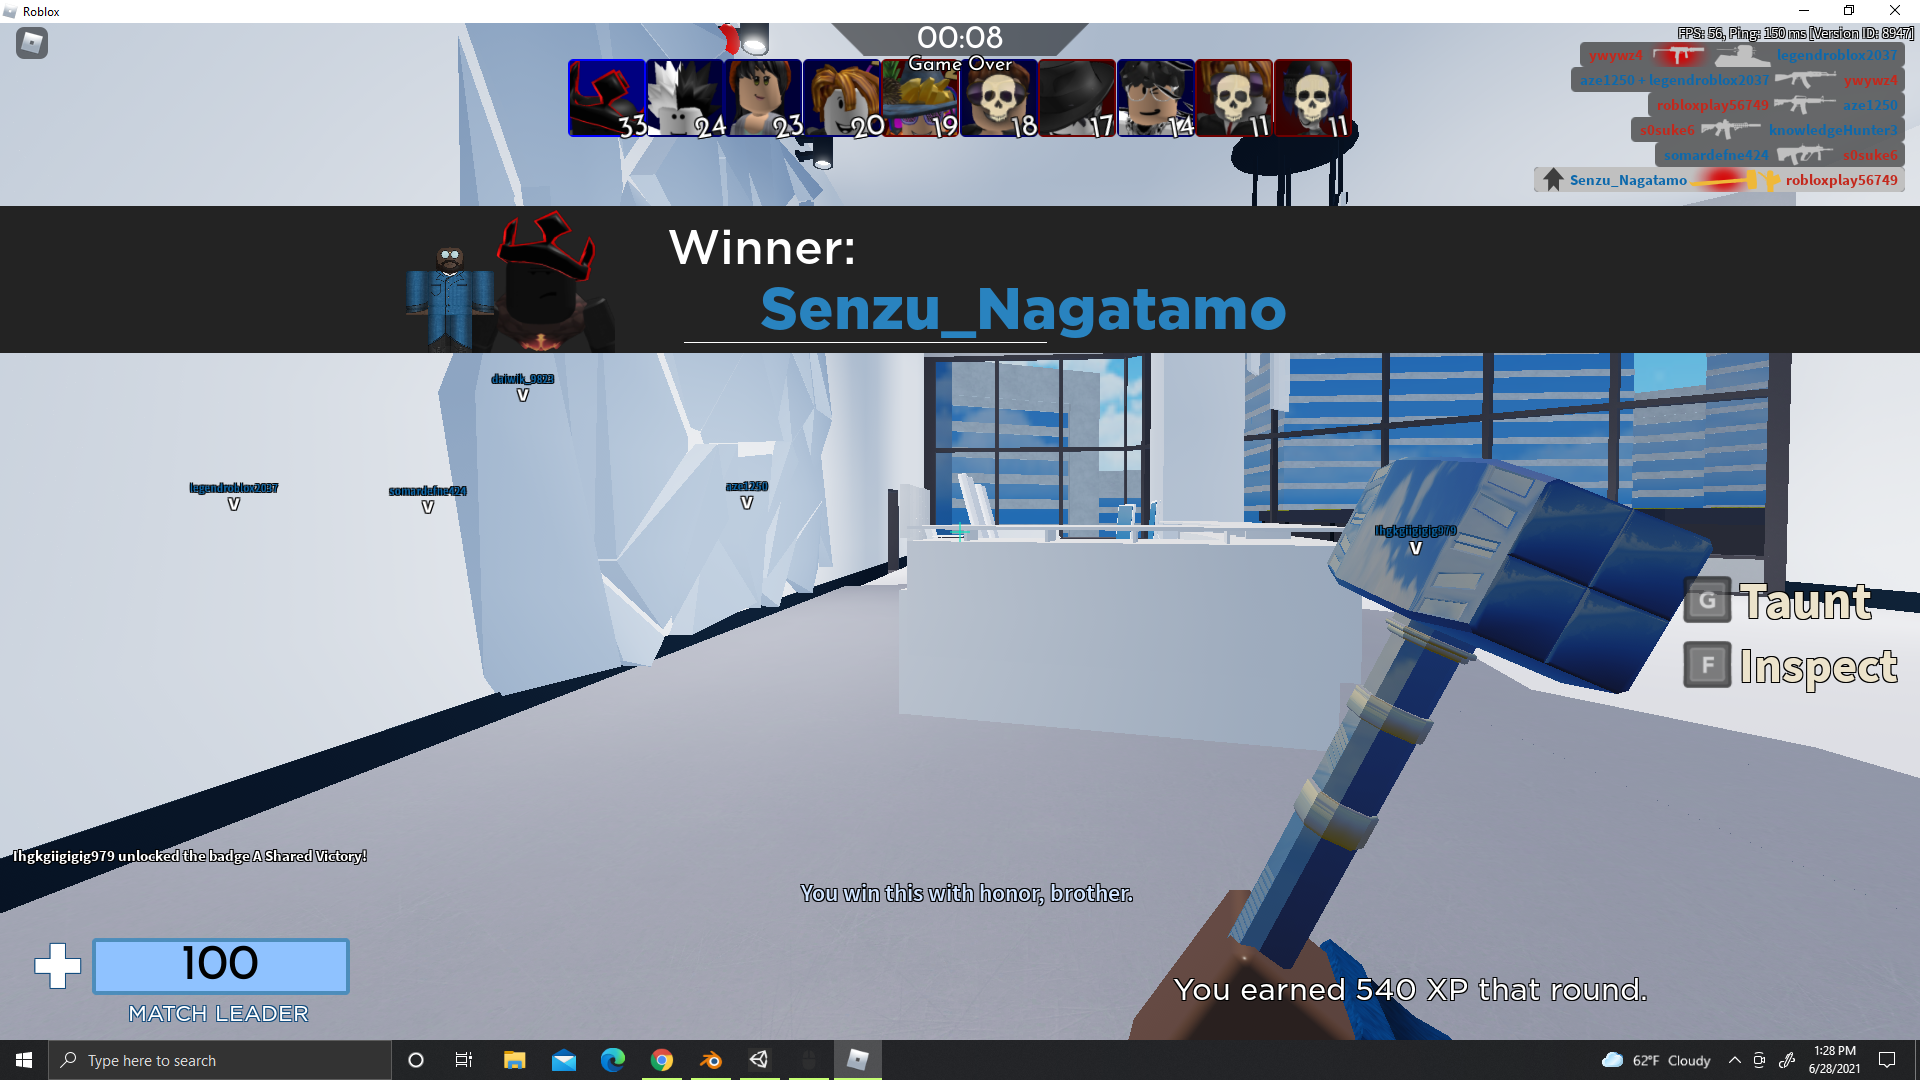 Roblox
00:08
Game Over
FPS: 56, Ping: 150 ms [Version ID: 8947]
33 24 23 20 19 18 17 14 11 11
ywywz4 legendroblox2037
aze1250 + legendroblox2037 ywywz4
robloxplay56749 aze1250
s0suke6 knowledgeHunter3
somardefne424 s0suke6
Senzu_Nagatamo robloxplay56749
Winner:
Senzu_Nagatamo
daiwik_9823
V
legendroblox2037
V
somardefne424
V
aze1250
V
Ihgkgiigigig979
V
G Taunt
F Inspect
Ihgkgiigigig979 unlocked the badge A Shared Victory!
You win this with honor, brother.
100
MATCH LEADER
You earned 540 XP that round.
Type here to search
62°F Cloudy
1:28 PM
6/28/2021